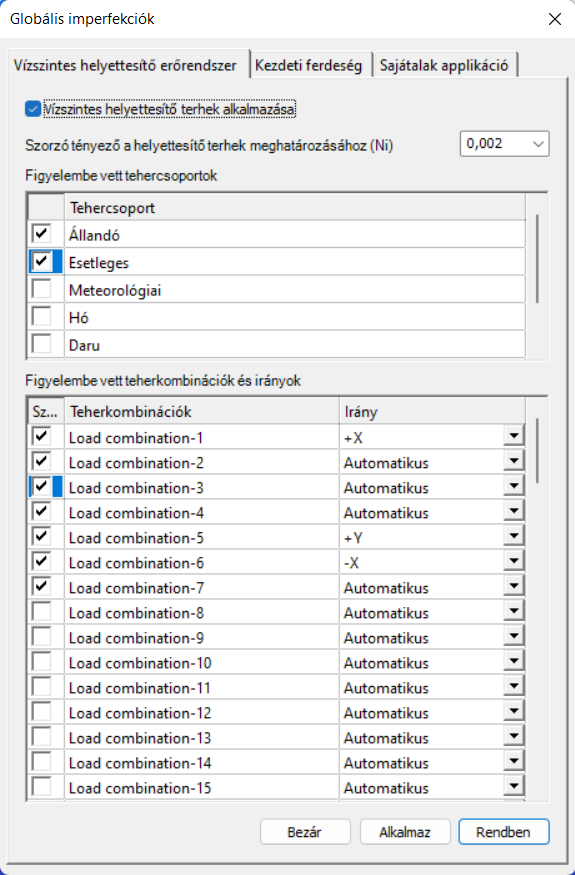 Globális imperfekciók
Vízszintes helyettesítő erőrendszer Kezdeti ferdeség Sajátalak applikáció
Vízszintes helyettesítő terhek alkalmazása
Szorzó tényező a helyettesítő terhek meghatározásához (Ni) 0,002
Figyelembe vett tehercsoportok
Tehercsoport
Állandó
Esetleges
Meteorológiai
Hó
Daru
Figyelembe vett teherkombinációk és irányok
Sz... Teherkombinációk Irány
Load combination-1 +X
Load combination-2 Automatikus
Load combination-3 Automatikus
Load combination-4 Automatikus
Load combination-5 +Y
Load combination-6 -X
Load combination-7 Automatikus
Load combination-8 Automatikus
Load combination-9 Automatikus
Load combination-10 Automatikus
Load combination-11 Automatikus
Load combination-12 Automatikus
Load combination-13 Automatikus
Load combination-14 Automatikus
Load combination-15 Automatikus
Bezár Alkalmaz Rendben